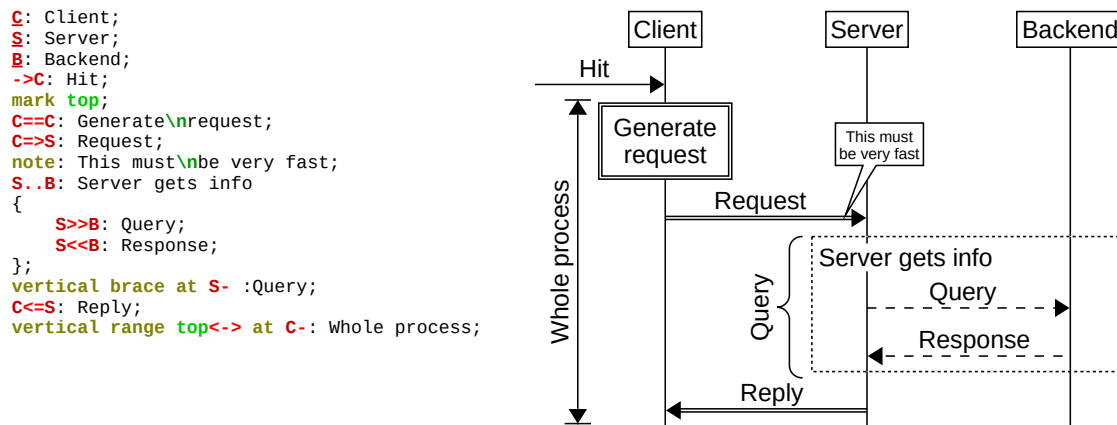 C: Client;
S: Server;
B: Backend;
->C: Hit;
mark top;
C==C: Generate\nrequest;
C=>S: Request;
note: This must\nbe very fast;
S..B: Server gets info
{
    S>>B: Query;
    S<<B: Response;
};
vertical brace at S- :Query;
C<=S: Reply;
vertical range top<-> at C-: Whole process;
Client
Server
Backend
Hit
Generate
request
This must
be very fast
Request
Whole process
Server gets info
Query
Query
Response
Reply